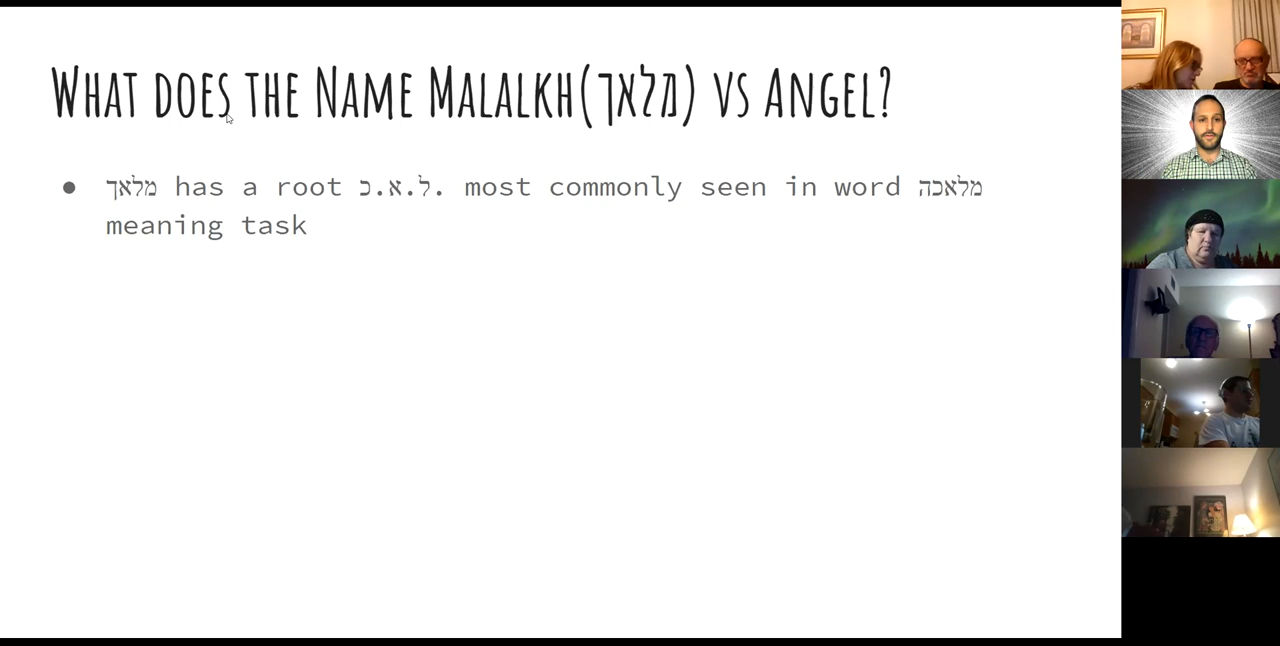 WHAT DOES THE NAME MALALKH(מלאך) VS ANGEL?
● מלאך has a root ל.א.כ. most commonly seen in word מלאכה
meaning task